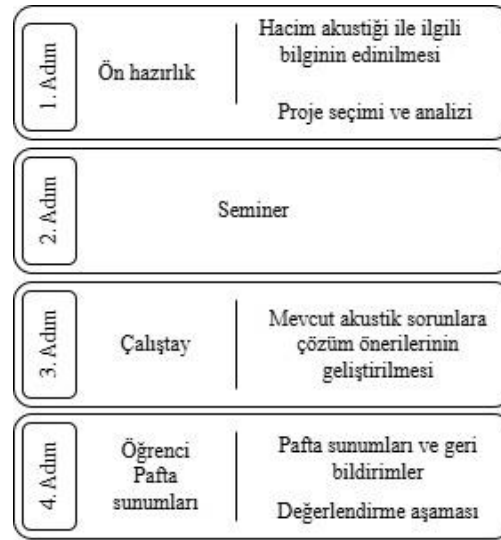 1. Adım
Ön hazırlık
Hacim akustiği ile ilgili
bilginin edinilmesi
Proje seçimi ve analizi
2. Adım
Seminer
3. Adım
Çalıştay
Mevcut akustik sorunlara
çözüm önerilerinin
geliştirilmesi
4. Adım
Öğrenci
Pafta
sunumları
Pafta sunumları ve geri
bildirimler
Değerlendirme aşaması